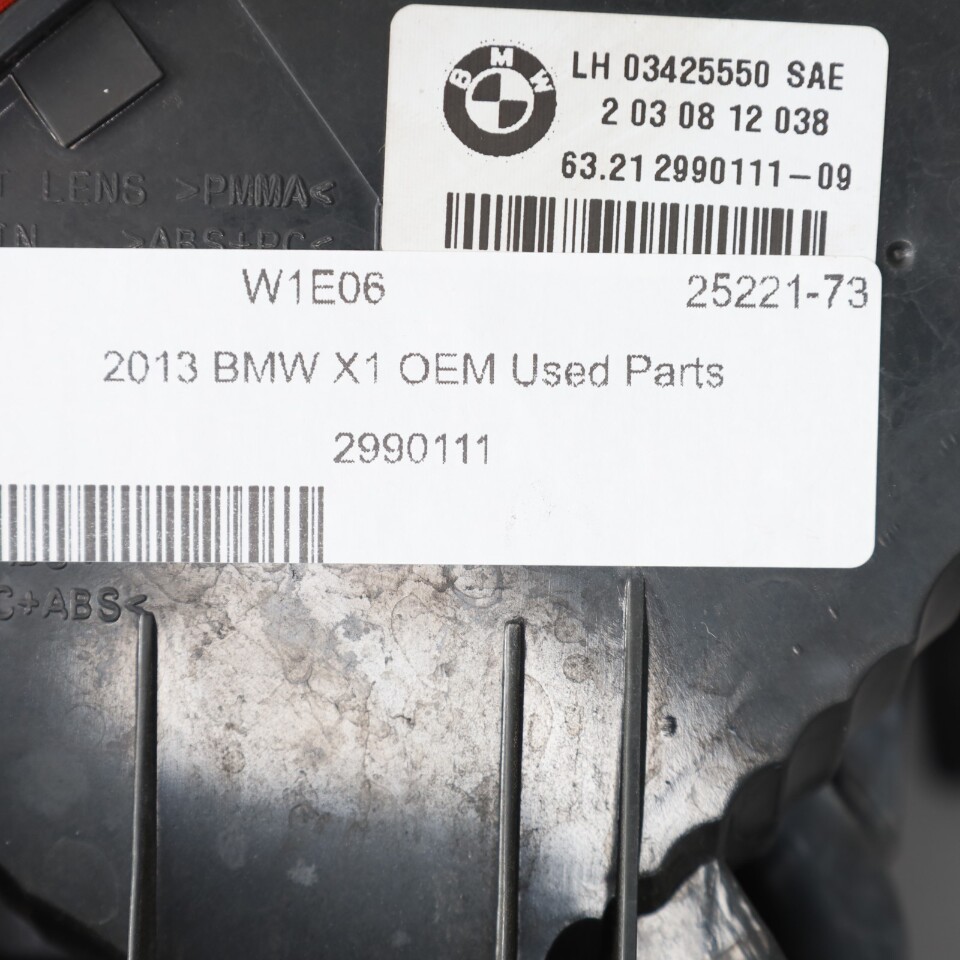 BMW
LH 03425550 SAE
2 03 08 12 038
63.21 2990111-09
LENS >PMMA<
>ABS+PC<
W1E06 25221-73
2013 BMW X1 OEM Used Parts
2990111
C+ABS<